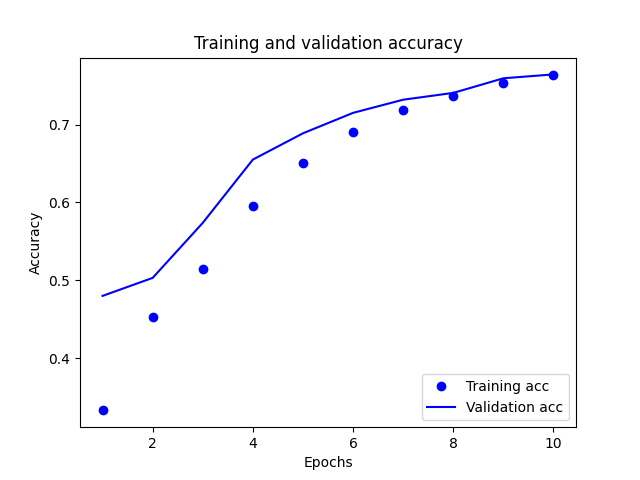 Training and validation accuracy
0.7
0.6
0.5
0.4
Accuracy
Training acc
Validation acc
2 4 6 8 10
Epochs